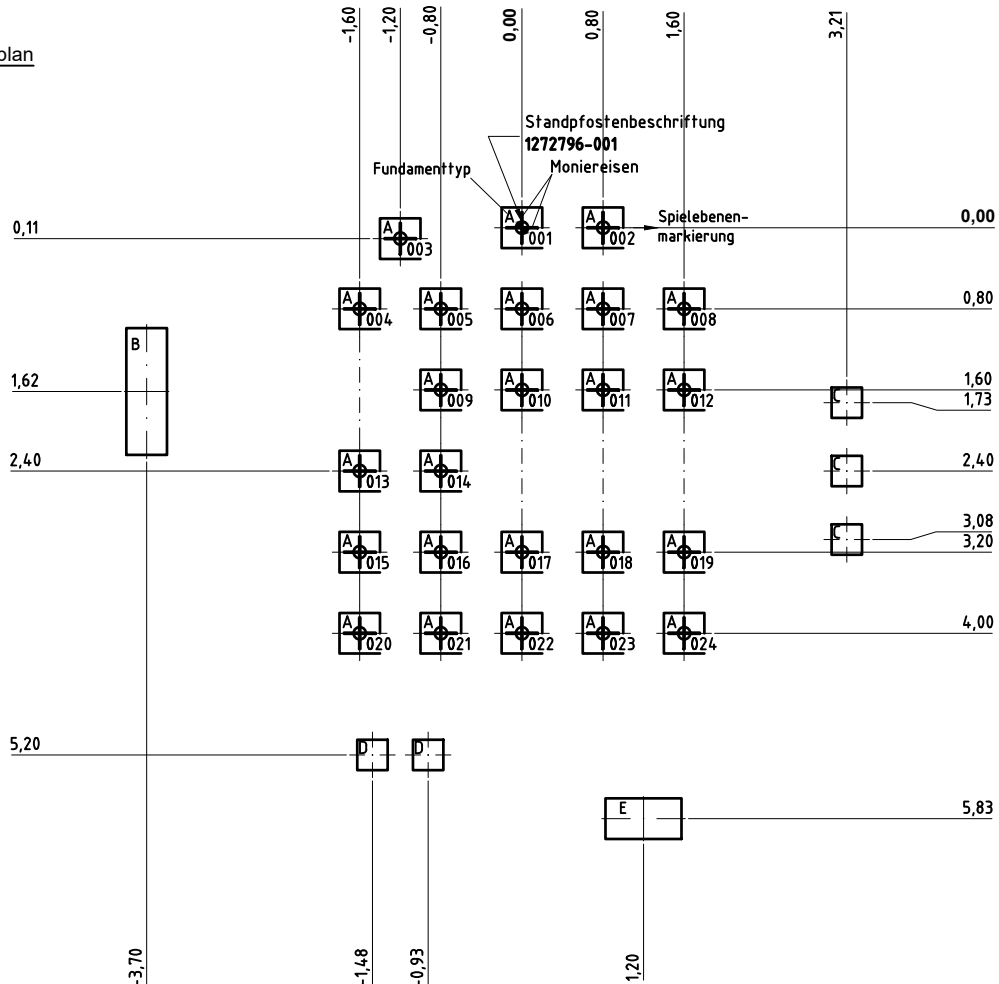 -1,60
-1,20
-0,80
0,00
0,80
1,60
3,21
plan
Standpfostenbeschriftung
1272796-001
Fundamenttyp
Moniereisen
0,11
A
003
A
001
A
002
Spielebenen-
markierung
0,00
A
004
A
005
A
006
A
007
A
008
0,80
B
1,62
A
009
A
010
A
011
A
012
C
1,60
1,73
2,40
A
013
A
014
C
2,40
A
015
A
016
A
017
A
018
A
019
C
3,08
3,20
A
020
A
021
A
022
A
023
A
024
4,00
5,20
D
D
E
5,83
-3,70
-1,48
-0,93
1,20